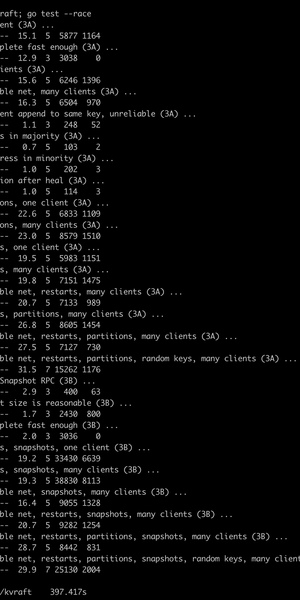 raft; go test --race
ent (3A) ...
-- 15.1 5 5877 1164
plete fast enough (3A) ...
-- 12.9 3 3038 0
ients (3A) ...
-- 15.6 5 6246 1396
ble net, many clients (3A) ...
-- 16.3 5 6504 970
ent append to same key, unreliable (3A) ...
-- 1.1 3 248 52
s in majority (3A) ...
-- 0.7 5 103 2
ress in minority (3A) ...
-- 1.0 5 202 3
ion after heal (3A) ...
-- 1.0 5 114 3
ons, one client (3A) ...
-- 22.6 5 6833 1109
ons, many clients (3A) ...
-- 23.0 5 8579 1510
s, one client (3A) ...
-- 19.5 5 5983 1151
s, many clients (3A) ...
-- 19.8 5 7151 1475
ble net, restarts, many clients (3A) ...
-- 20.7 5 7133 989
s, partitions, many clients (3A) ...
-- 26.8 5 8605 1454
ble net, restarts, partitions, many clients (3A) ...
-- 27.5 5 7127 730
ble net, restarts, partitions, random keys, many clients (3A) ...
-- 31.5 7 15262 1176
Snapshot RPC (3B) ...
-- 2.9 3 400 63
t size is reasonable (3B) ...
-- 1.7 3 2430 800
plete fast enough (3B) ...
-- 2.0 3 3036 0
s, snapshots, one client (3B) ...
-- 19.2 5 33430 6639
s, snapshots, many clients (3B) ...
-- 19.3 5 38830 8113
ble net, snapshots, many clients (3B) ...
-- 16.4 5 9055 1328
ble net, restarts, snapshots, many clients (3B) ...
-- 20.7 5 9282 1254
ble net, restarts, partitions, snapshots, many clients (3B) ...
-- 28.7 5 8442 831
ble net, restarts, partitions, snapshots, random keys, many client
-- 29.9 7 25130 2004
/kvraft 397.417s